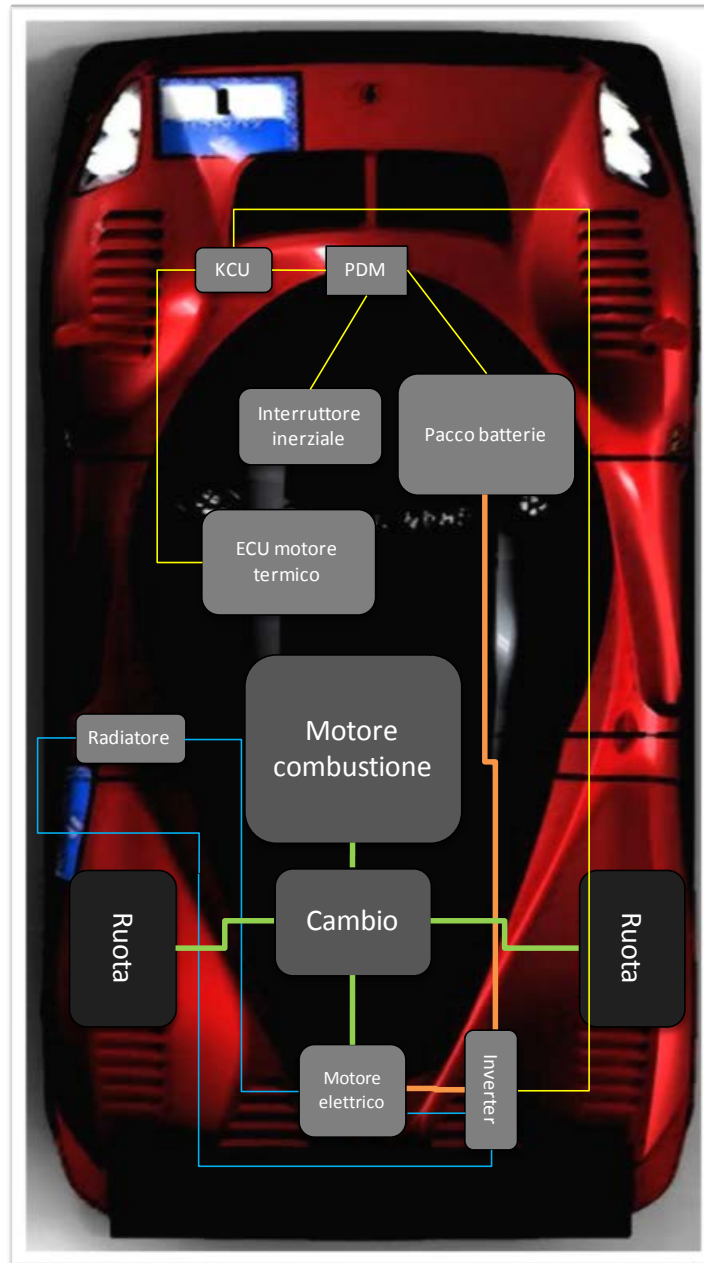 KCU
PDM
Interruttore
inerziale
Pacco batterie
ECU motore
termico
Radiatore
Motore
combustione
Ruota
Cambio
Ruota
Motore
elettrico
Inverter